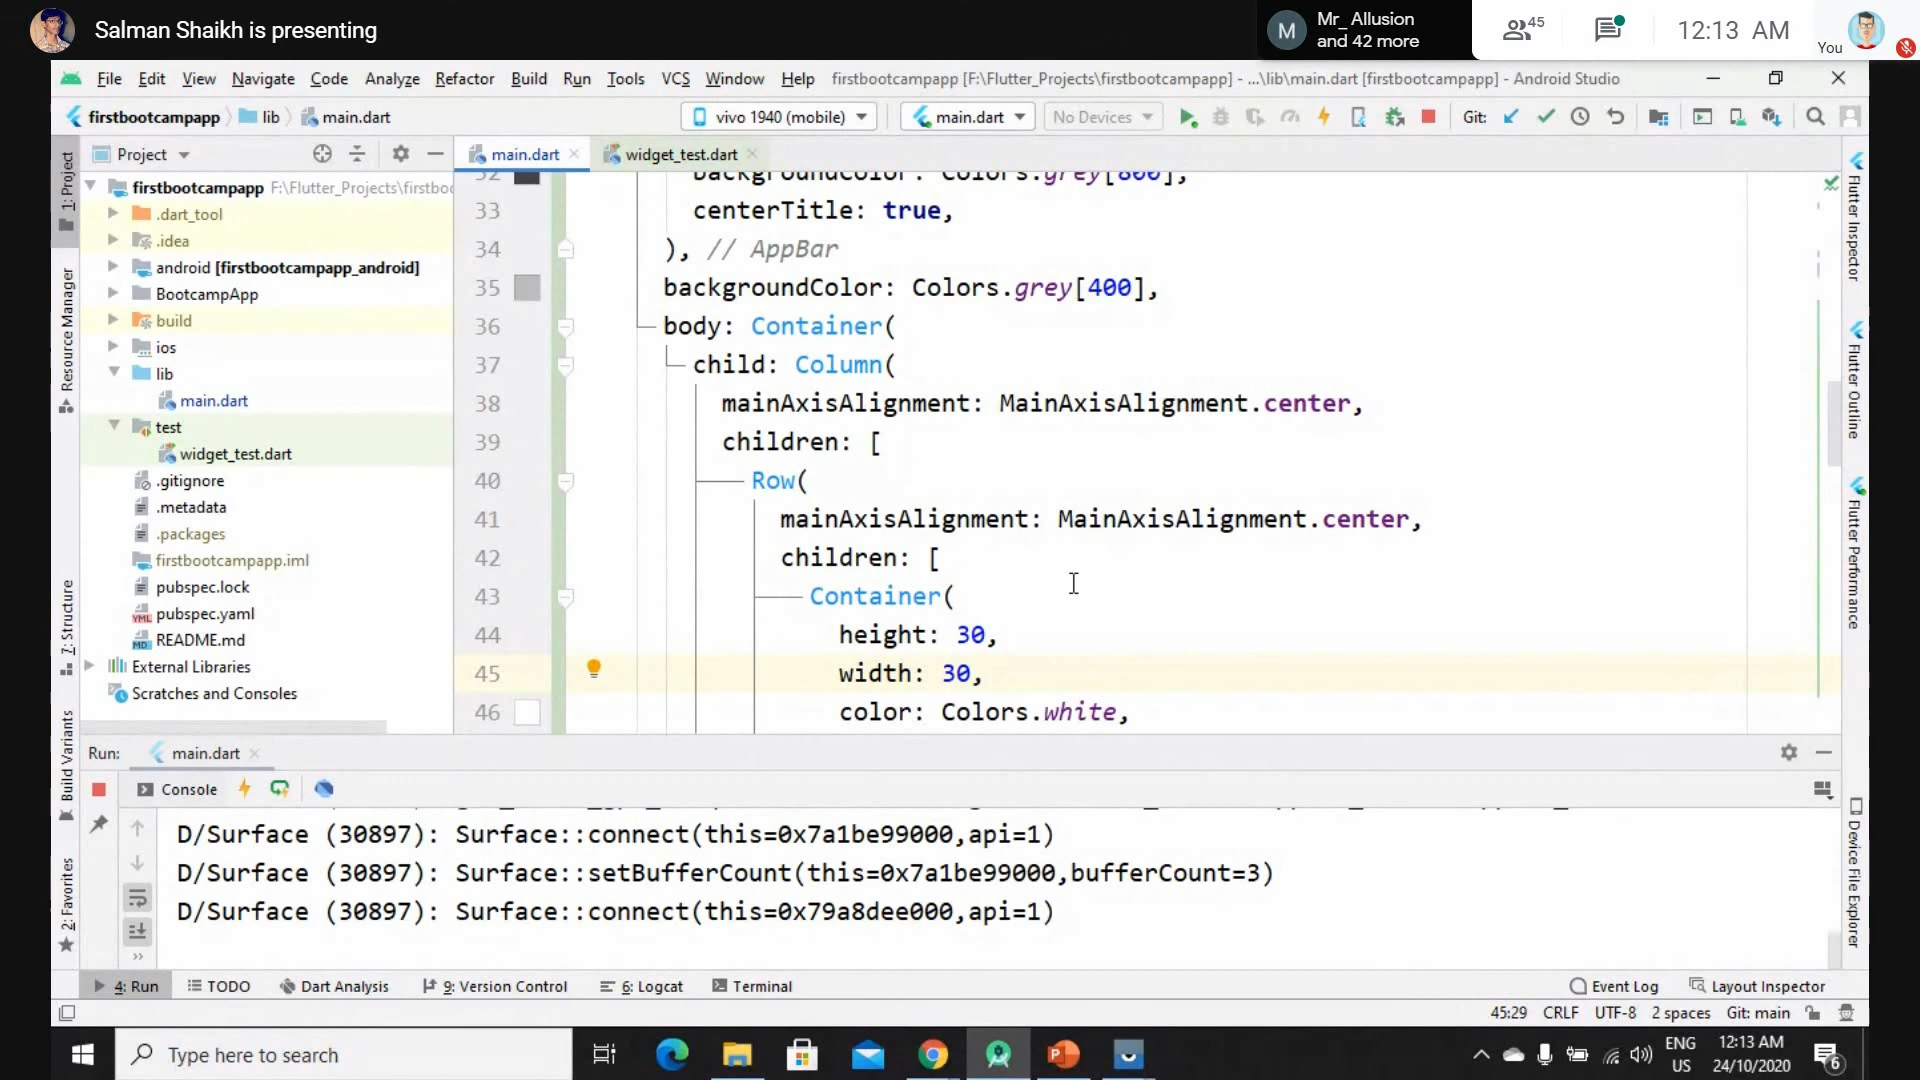 Salman Shaikh is presenting
M
Mr_Allusion
and 42 more
45
12:13 AM
You
File Edit View Navigate Code Analyze Refactor Build Run Tools VCS Window Help firstbootcampapp [F:\Flutter_Projects\firstbootcampapp] - ...\lib\main.dart [firstbootcampapp] - Android Studio
firstbootcampapp lib main.dart
vivo 1940 (mobile)
main.dart
No Devices
Git:
Project
main.dart
widget_test.dart
firstbootcampapp F:\Flutter_Projects\firstboo
.dart_tool
.idea
android [firstbootcampapp_android]
BootcampApp
build
ios
lib
main.dart
test
widget_test.dart
.gitignore
.metadata
.packages
firstbootcampapp.iml
pubspec.lock
pubspec.yaml
README.md
External Libraries
Scratches and Consoles
1: Project
Resource Manager
7: Structure
Build Variants
2: Favorites
32 backgroundColor: Colors.grey[800],
33 centerTitle: true,
34 ), // AppBar
35 backgroundColor: Colors.grey[400],
36 body: Container(
37 child: Column(
38 mainAxisAlignment: MainAxisAlignment.center,
39 children: [
40 Row(
41 mainAxisAlignment: MainAxisAlignment.center,
42 children: [
43 Container(
44 height: 30,
45 width: 30,
46 color: Colors.white,
Flutter Inspector
Flutter Outline
Flutter Performance
Device File Explorer
Run: main.dart
Console
D/Surface (30897): Surface::connect(this=0x7a1be99000,api=1)
D/Surface (30897): Surface::setBufferCount(this=0x7a1be99000,bufferCount=3)
D/Surface (30897): Surface::connect(this=0x79a8dee000,api=1)
4: Run TODO Dart Analysis 9: Version Control 6: Logcat Terminal Event Log Layout Inspector
45:29 CRLF UTF-8 2 spaces Git: main
Type here to search
ENG
US
12:13 AM
24/10/2020
6